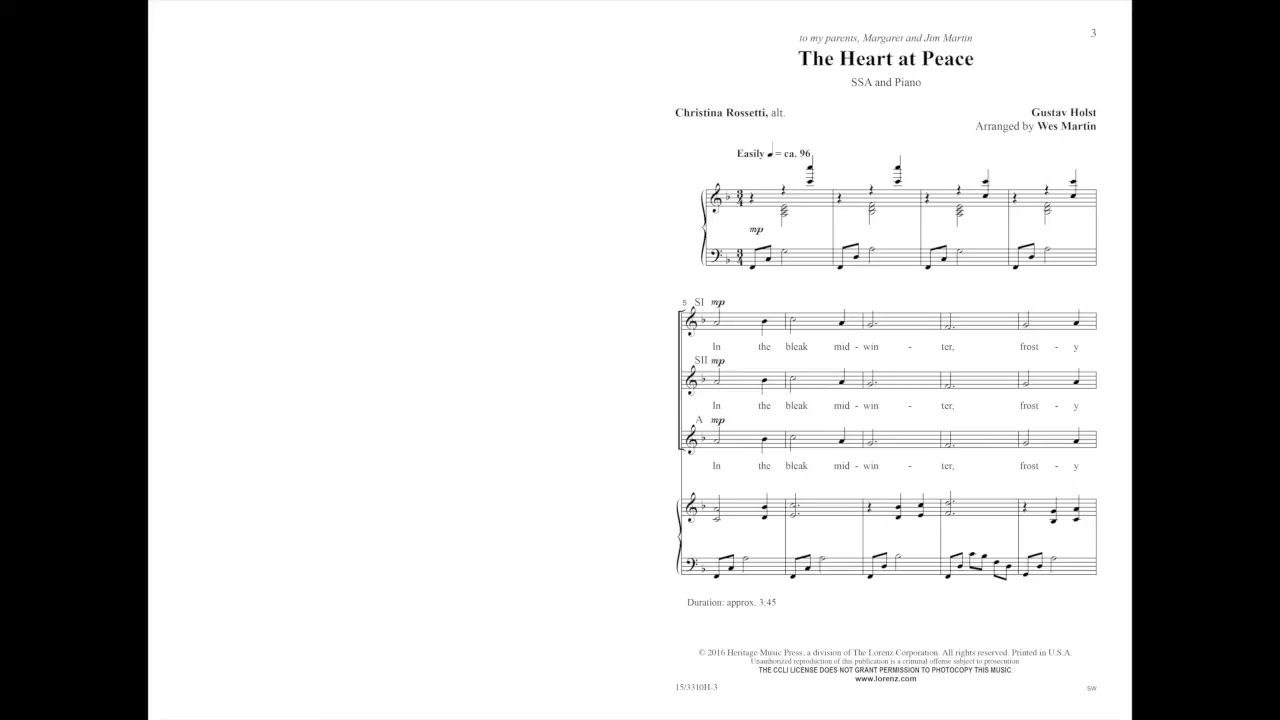 3
to my parents, Margaret and Jim Martin
The Heart at Peace
SSA and Piano
Christina Rossetti, alt.
Gustav Holst
Arranged by Wes Martin
Easily ♩ = ca. 96
mp
5 SI mp
In the bleak mid - win - ter, frost - y
SII mp
In the bleak mid - win - ter, frost - y
A mp
In the bleak mid - win - ter, frost - y
Duration: approx. 3:45
© 2016 Heritage Music Press, a division of The Lorenz Corporation. All rights reserved. Printed in U.S.A.
Unauthorized reproduction of this publication is a criminal offense subject to prosecution
THE CCLI LICENSE DOES NOT GRANT PERMISSION TO PHOTOCOPY THIS MUSIC.
www.lorenz.com
15/3310H-3
SW